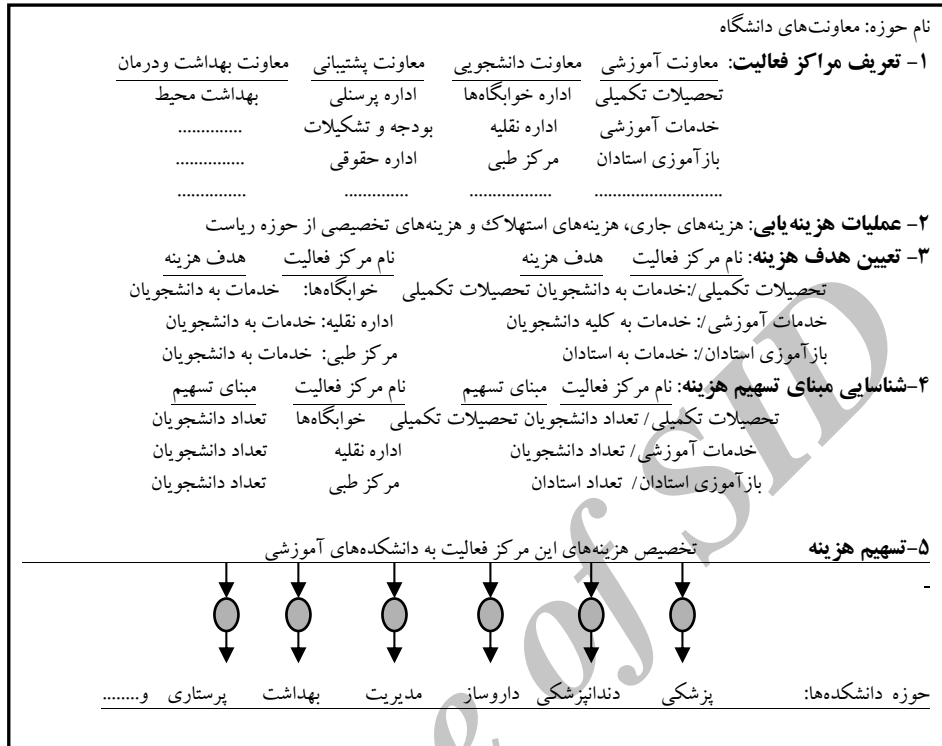 نام حوزه: معاونت‌های دانشگاه
۱- تعریف مراکز فعالیت: معاونت آموزشی معاونت دانشجویی معاونت پشتیبانی معاونت بهداشت ودرمان
تحصیلات تکمیلی اداره خوابگاه‌ها اداره پرسنلی بهداشت محیط
خدمات آموزشی اداره نقلیه بودجه و تشکیلات ..............
بازآموزی استادان مرکز طبی اداره حقوقی ...............
............................ .................. .............. ...............
۲- عملیات هزینه‌یابی: هزینه‌های جاری، هزینه‌های استهلاك و هزینه‌های تخصیصی از حوزه ریاست
۳- تعیین هدف هزینه: نام مرکز فعالیت هدف هزینه نام مرکز فعالیت هدف هزینه
تحصیلات تکمیلی/:خدمات به دانشجویان تحصیلات تکمیلی خوابگاه‌ها: خدمات به دانشجویان
خدمات آموزشی/: خدمات به کلیه دانشجویان اداره نقلیه: خدمات به دانشجویان
بازآموزی استادان/: خدمات به استادان مرکز طبی: خدمات به دانشجویان
۴-شناسایی مبنای تسهیم هزینه: نام مرکز فعالیت مبنای تسهیم نام مرکز فعالیت مبنای تسهیم
تحصیلات تکمیلی/ تعداد دانشجویان تحصیلات تکمیلی خوابگاه‌ها تعداد دانشجویان
خدمات آموزشی/ تعداد دانشجویان اداره نقلیه تعداد دانشجویان
بازآموزی استادان/ تعداد استادان مرکز طبی تعداد دانشجویان
۵-تسهیم هزینه تخصیص هزینه‌های این مرکز فعالیت به دانشکده‌های آموزشی
-
حوزه دانشکده‌ها: پزشکی دندانپزشکی داروساز مدیریت بهداشت پرستاری و........
e of SID